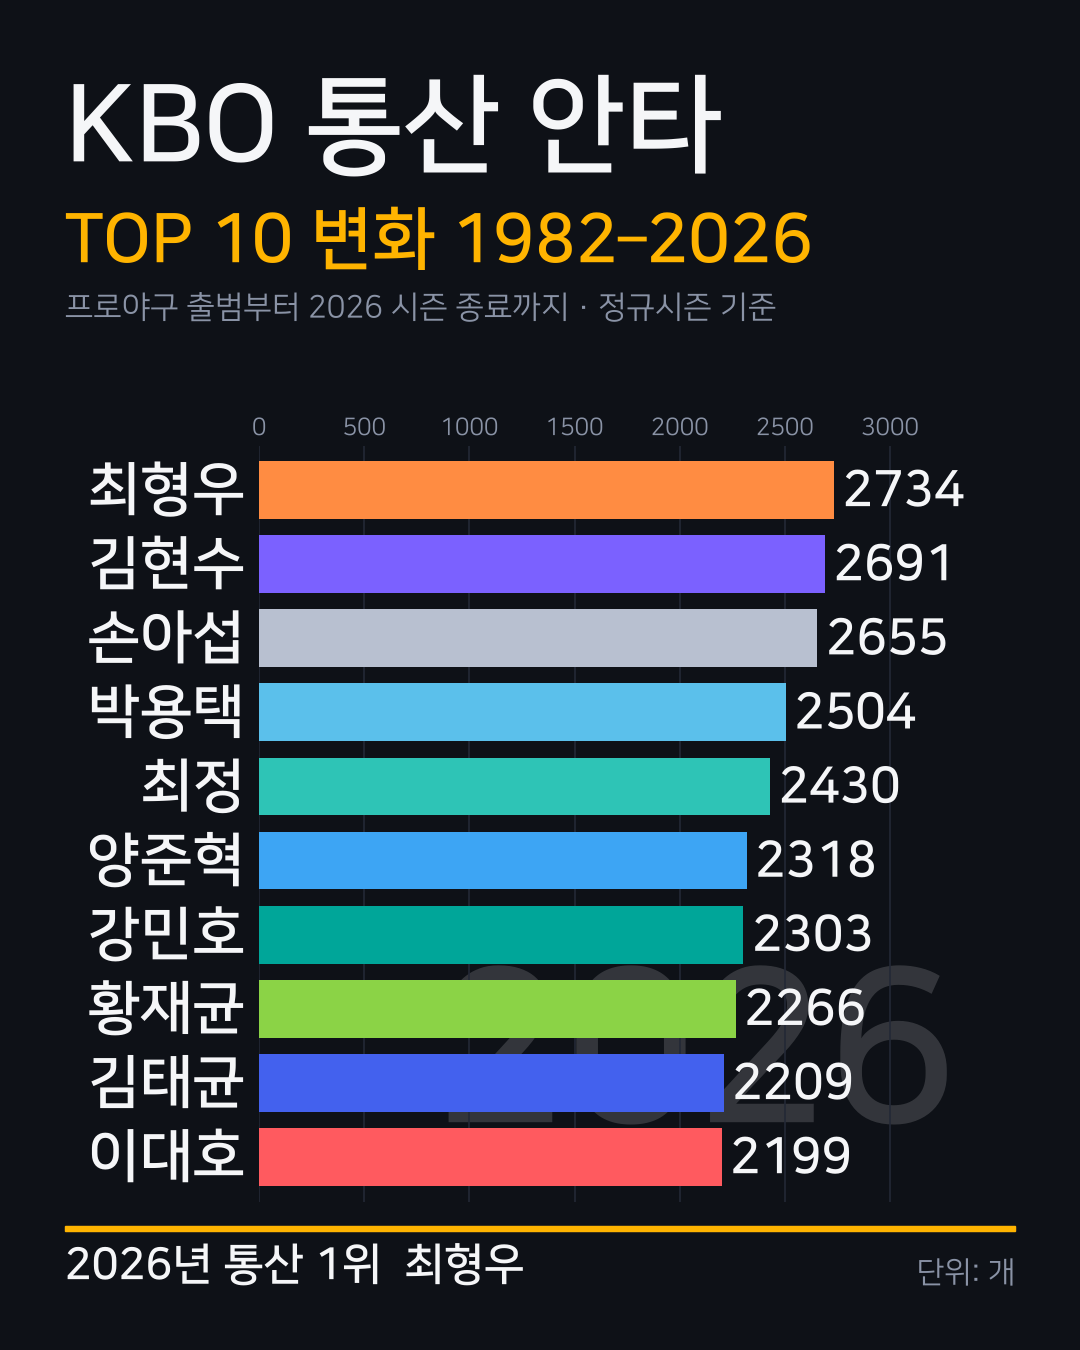 KBO 통산 안타
TOP 10 변화 1982–2026
프로야구 출범부터 2026 시즌 종료까지 · 정규시즌 기준
0 500 1000 1500 2000 2500 3000
최형우 2734
김현수 2691
손아섭 2655
박용택 2504
최정 2430
양준혁 2318
강민호 2303
황재균 2266
김태균 2209
이대호 2199
2026
2026년 통산 1위 최형우
단위: 개